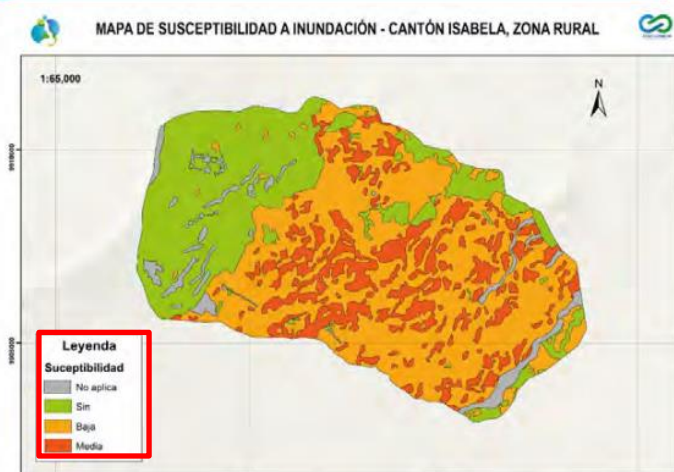 MAPA DE SUSCEPTIBILIDAD A INUNDACIÓN - CANTÓN ISABELA, ZONA RURAL
1:65,000
N
Leyenda
Suceptibilidad
No aplica
Sin
Baja
Media